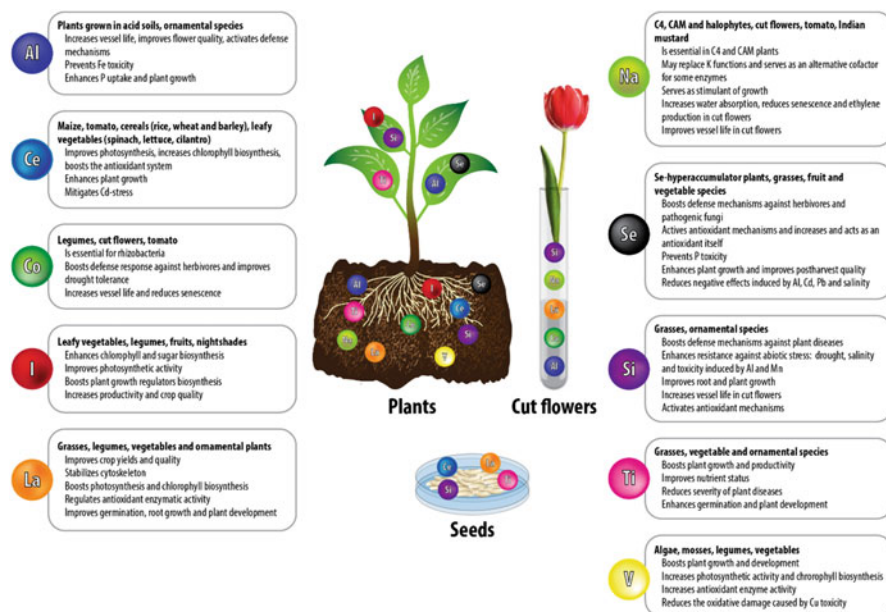 Al
Plants grown in acid soils, ornamental species
Increases vessel life, improves flower quality, activates defense
mechanisms
Prevents Fe toxicity
Enhances P uptake and plant growth
Ce
Maize, tomato, cereals (rice, wheat and barley), leafy
vegetables (spinach, lettuce, cilantro)
Improves photosynthesis, increases chlorophyll biosynthesis,
boosts the antioxidant system
Enhances plant growth
Mitigates Cd-stress
Co
Legumes, cut flowers, tomato
Is essential for rhizobacteria
Boosts defense response against herbivores and improves
drought tolerance
Increases vessel life and reduces senescence
I
Leafy vegetables, legumes, fruits, nightshades
Enhances chlorophyll and sugar biosynthesis
Improves photosynthetic activity
Boosts plant growth regulators biosynthesis
Increases productivity and crop quality
La
Grasses, legumes, vegetables and ornamental plants
Improves crop yields and quality
Stabilizes cytoskeleton
Boosts photosynthesis and chlorophyll biosynthesis
Regulates antioxidant enzymatic activity
Improves germination, root growth and plant development
I
Si
Se
Al
Al
I
Se
Ce
Si
V
Plants
Si
Al
Cut flowers
Ce
Si
Seeds
Na
C4, CAM and halophytes, cut flowers, tomato, Indian
mustard
Is essential in C4 and CAM plants
May replace K functions and serves as an alternative cofactor
for some enzymes
Serves as stimulant of growth
Increases water absorption, reduces senescence and ethylene
production in cut flowers
Improves vessel life in cut flowers
Se
Se-hyperaccumulator plants, grasses, fruit and
vegetable species
Boosts defense mechanisms against herbivores and
pathogenic fungi
Actives antioxidant mechanisms and increases and acts as an
antioxidant itself
Prevents P toxicity
Enhances plant growth and improves postharvest quality
Reduces negative effects induced by Al, Cd, Pb and salinity
Si
Grasses, ornamental species
Boosts defense mechanisms against plant diseases
Enhances resistance against abiotic stress: drought, salinity
and toxicity induced by Al and Mn
Improves root and plant growth
Increases vessel life in cut flowers
Activates antioxidant mechanisms
Ti
Grasses, vegetable and ornamental species
Boosts plant growth and productivity
Improves nutrient status
Reduces severity of plant diseases
Enhances germination and plant development
V
Algae, mosses, legumes, vegetables
Boosts plant growth and development
Increases photosynthetic activity and chrorophyll biosynthesis
Increases antioxidant enzyme activity
Reduces the oxidative damage caused by Cu toxicity